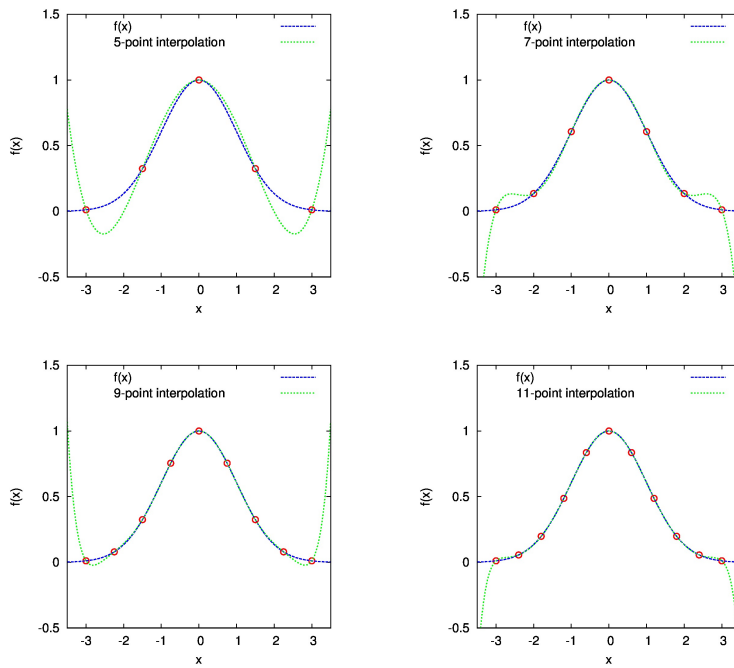 1.5
f(x)
5-point interpolation
1
0.5
0
-0.5
f(x)
-3 -2 -1 0 1 2 3
x
1.5
f(x)
7-point interpolation
1
0.5
0
-0.5
f(x)
-3 -2 -1 0 1 2 3
x
1.5
f(x)
9-point interpolation
1
0.5
0
-0.5
f(x)
-3 -2 -1 0 1 2 3
x
1.5
f(x)
11-point interpolation
1
0.5
0
-0.5
f(x)
-3 -2 -1 0 1 2 3
x